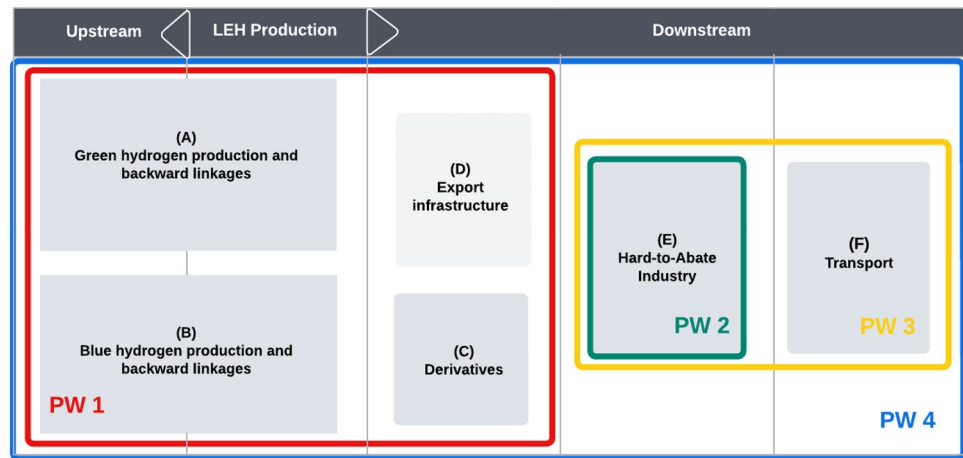 Upstream
LEH Production
Downstream
(A)
Green hydrogen production and
backward linkages
(B)
Blue hydrogen production and
backward linkages
PW 1
(D)
Export
infrastructure
(C)
Derivatives
(E)
Hard-to-Abate
Industry
PW 2
(F)
Transport
PW 3
PW 4